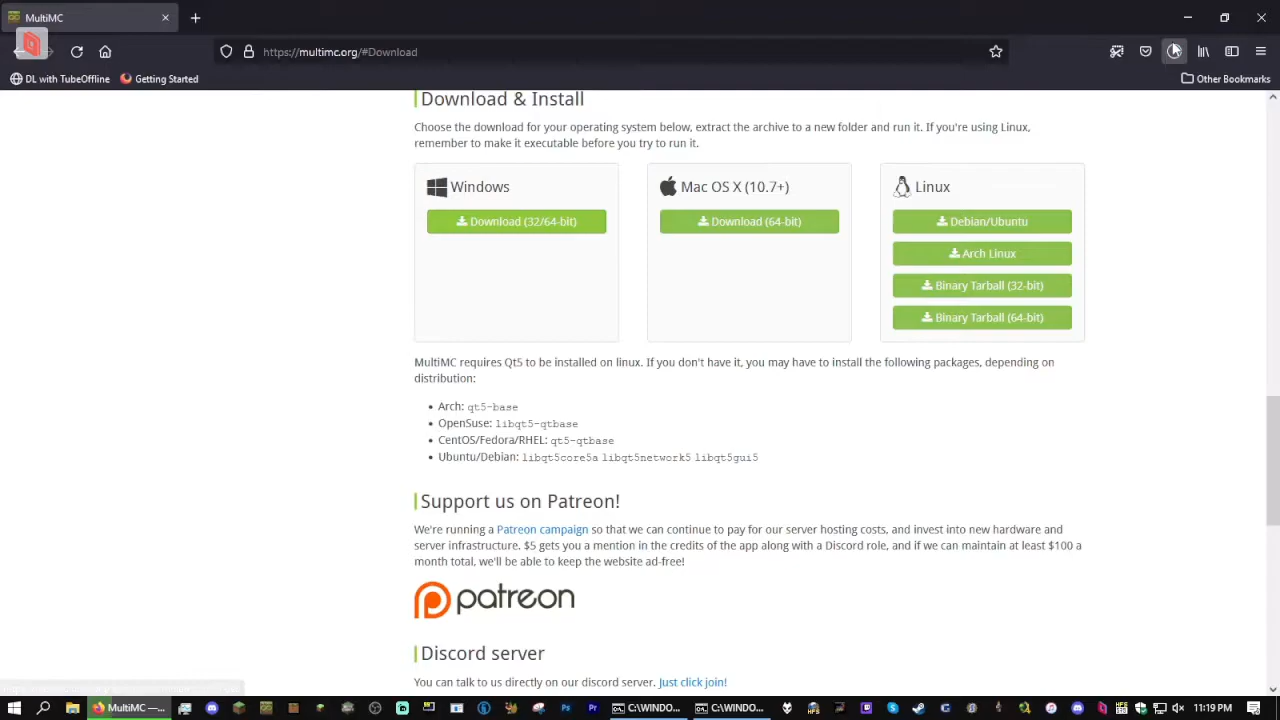 MultiMC
https://multimc.org/#Download
DL with TubeOffline
Getting Started
Other Bookmarks
Download & Install
Choose the download for your operating system below, extract the archive to a new folder and run it. If you're using Linux,
remember to make it executable before you try to run it.
Windows
Mac OS X (10.7+)
Linux
Download (32/64-bit)
Download (64-bit)
Debian/Ubuntu
Arch Linux
Binary Tarball (32-bit)
Binary Tarball (64-bit)
MultiMC requires Qt5 to be installed on linux. If you don't have it, you may have to install the following packages, depending on
distribution:
• Arch: qt5-base
• OpenSuse: libqt5-qtbase
• CentOS/Fedora/RHEL: qt5-qtbase
• Ubuntu/Debian: libqt5core5a libqt5network5 libqt5gui5
Support us on Patreon!
We're running a Patreon campaign so that we can continue to pay for our server hosting costs, and invest into new hardware and
server infrastructure. $5 gets you a mention in the credits of the app along with a Discord role, and if we can maintain at least $100 a
month total, we'll be able to keep the website ad-free!
patreon
Discord server
You can talk to us directly on our discord server. Just click join!
MultiMC —...
C:\WINDO...
C:\WINDO...
11:19 PM